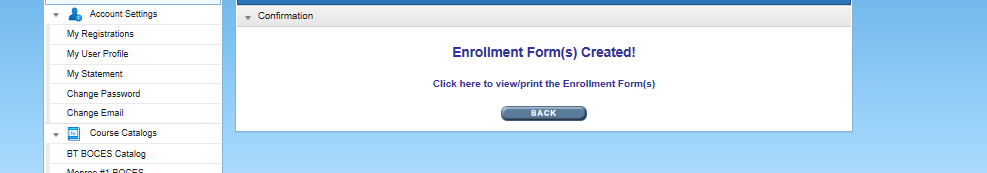 Account Settings
My Registrations
My User Profile
My Statement
Change Password
Change Email
Course Catalogs
BT BOCES Catalog
Monroe #1 BOCES
Confirmation
Enrollment Form(s) Created!
Click here to view/print the Enrollment Form(s)
BACK